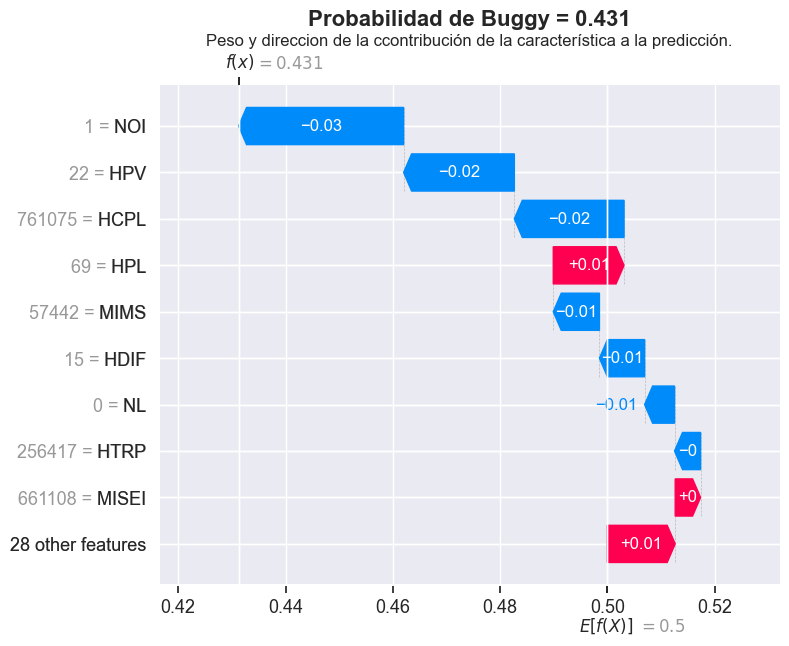 Probabilidad de Buggy = 0.431
Peso y direccion de la ccontribución de la característica a la predicción.
f(x) = 0.431
1 = NOI −0.03
22 = HPV −0.02
761075 = HCPL −0.02
69 = HPL +0.01
57442 = MIMS −0.01
15 = HDIF −0.01
0 = NL −0.01
256417 = HTRP −0
661108 = MISEI +0
28 other features +0.01
0.42 0.44 0.46 0.48 0.50 0.52
E[f(X)] = 0.5